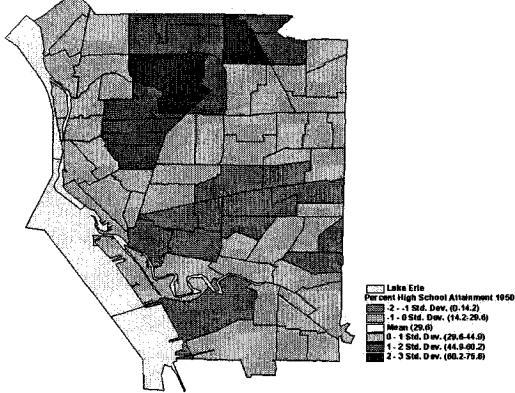 Lake Erie
Percent High School Attainment 1950
-2 - -1 Std. Dev. (0-14.2)
-1 - 0 Std. Dev. (14.2-29.6)
Mean (29.6)
0 - 1 Std. Dev. (29.6-44.9)
1 - 2 Std. Dev. (44.9-60.2)
2 - 3 Std. Dev. (60.2-75.6)